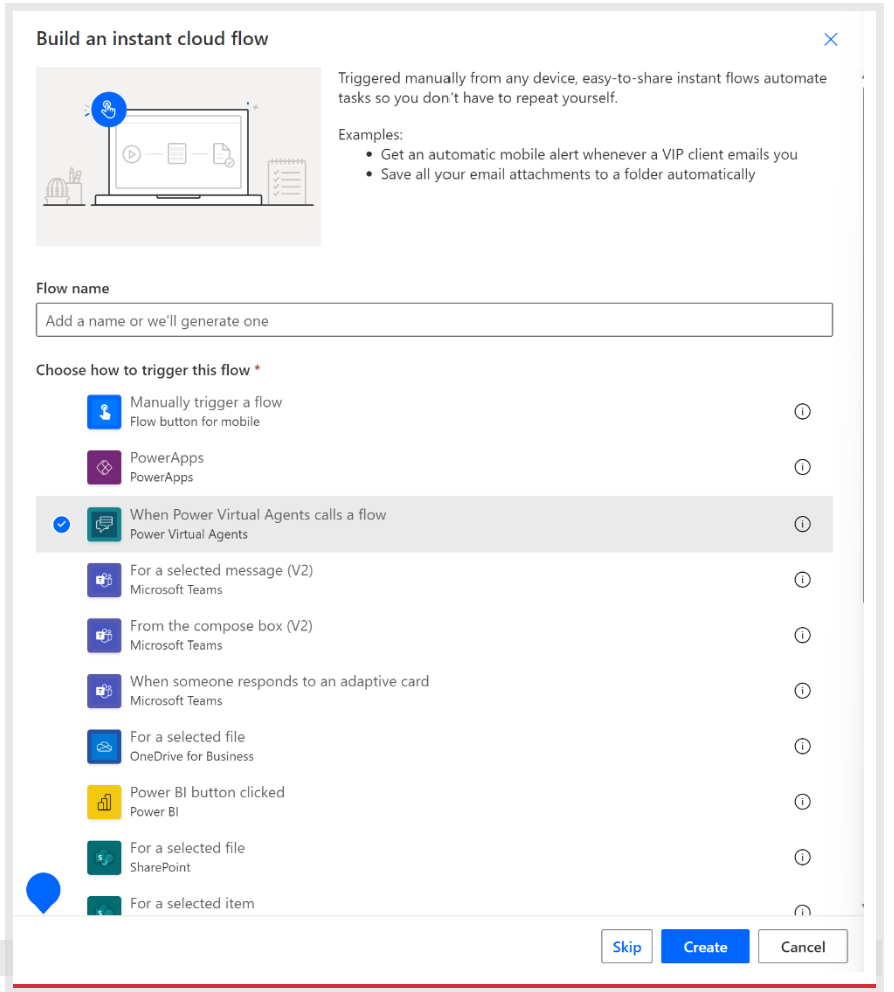 Build an instant cloud flow
Triggered manually from any device, easy-to-share instant flows automate
tasks so you don't have to repeat yourself.
Examples:
• Get an automatic mobile alert whenever a VIP client emails you
• Save all your email attachments to a folder automatically
Flow name
Add a name or we'll generate one
Choose how to trigger this flow *
Manually trigger a flow
Flow button for mobile
PowerApps
PowerApps
When Power Virtual Agents calls a flow
Power Virtual Agents
For a selected message (V2)
Microsoft Teams
From the compose box (V2)
Microsoft Teams
When someone responds to an adaptive card
Microsoft Teams
For a selected file
OneDrive for Business
Power BI button clicked
Power BI
For a selected file
SharePoint
For a selected item
Skip Create Cancel